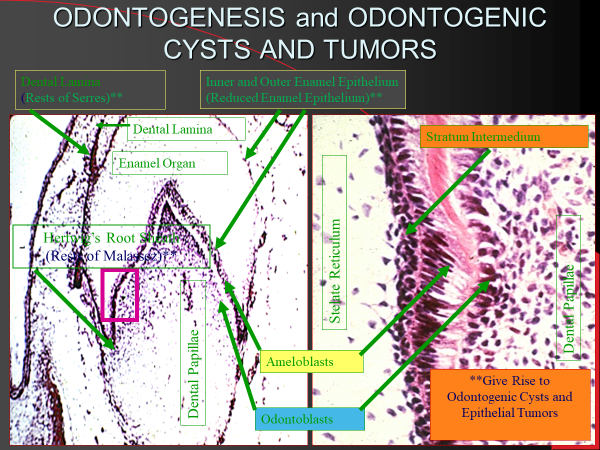 ODONTOGENESIS and ODONTOGENIC
CYSTS AND TUMORS
Dental Lamina
(Rests of Serres)**
Inner and Outer Enamel Epithelium
(Reduced Enamel Epithelium)**
Dental Lamina
Enamel Organ
Stratum Intermedium
Hertwig's Root Sheath
(Rests of Malassez)**
Stellate Reticulum
Dental Papillae
Dental Papillae
Ameloblasts
Odontoblasts
**Give Rise to
Odontogenic Cysts and
Epithelial Tumors